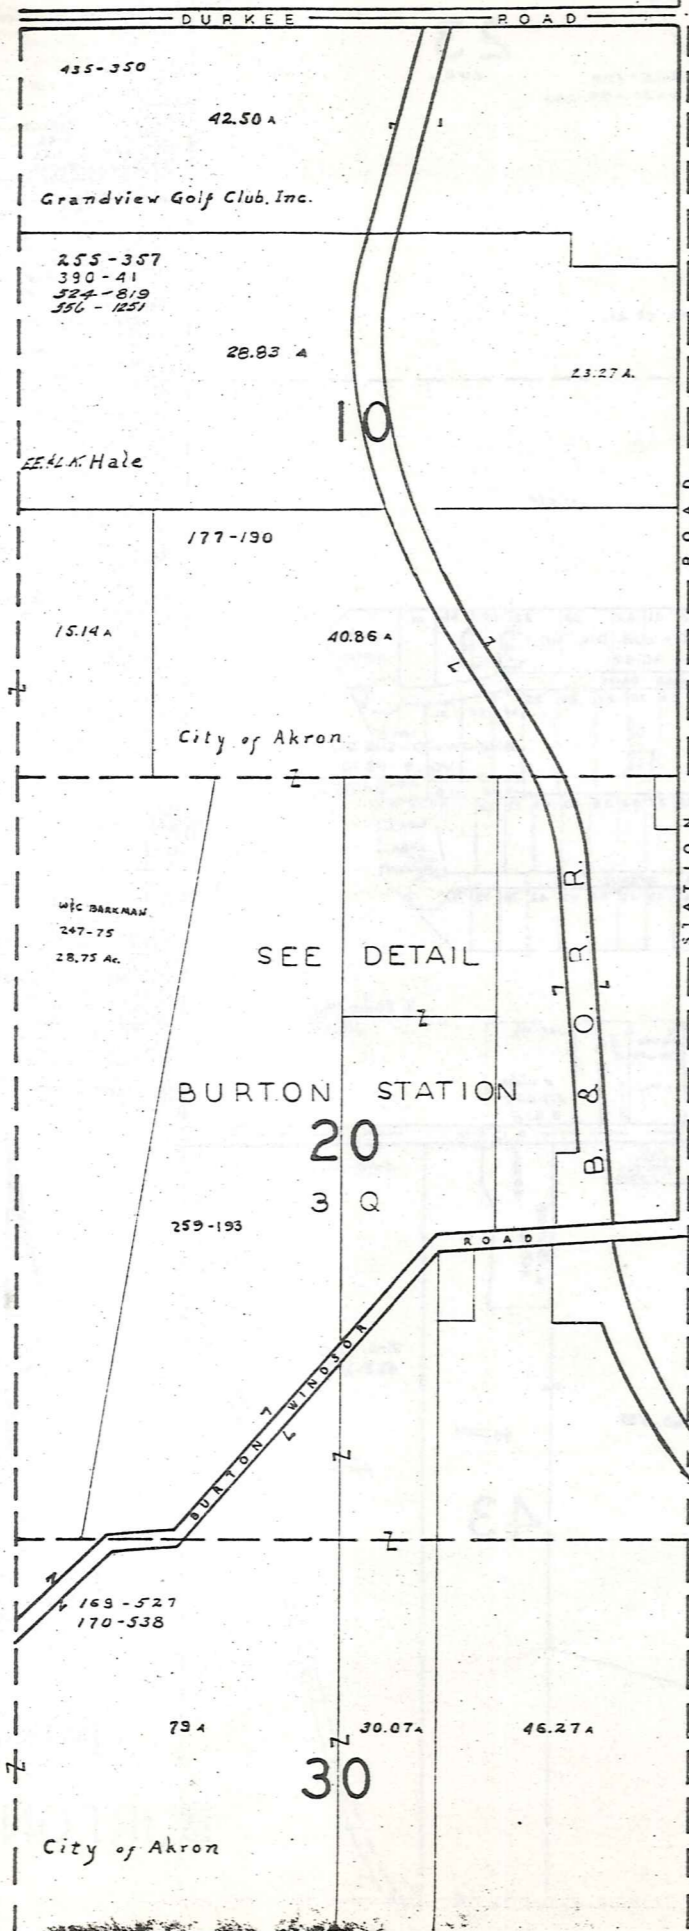 DURKEE ROAD
435-350
42.50 A
Grandview Golf Club. Inc.
255-357
390-41
524-819
556-1251
28.83 A
23.27 A.
10
E.E. & L.K. Hale
177-190
15.14 A
40.86 A
City of Akron
STATION ROAD
W & C BARKMAN
247-75
28.75 Ac.
SEE DETAIL
BURTON STATION
20
3 Q
B. & O. R. R.
259-193
BURTON WINDSOR ROAD
169-527
170-538
79 A
30.07 A
46.27 A
30
City of Akron